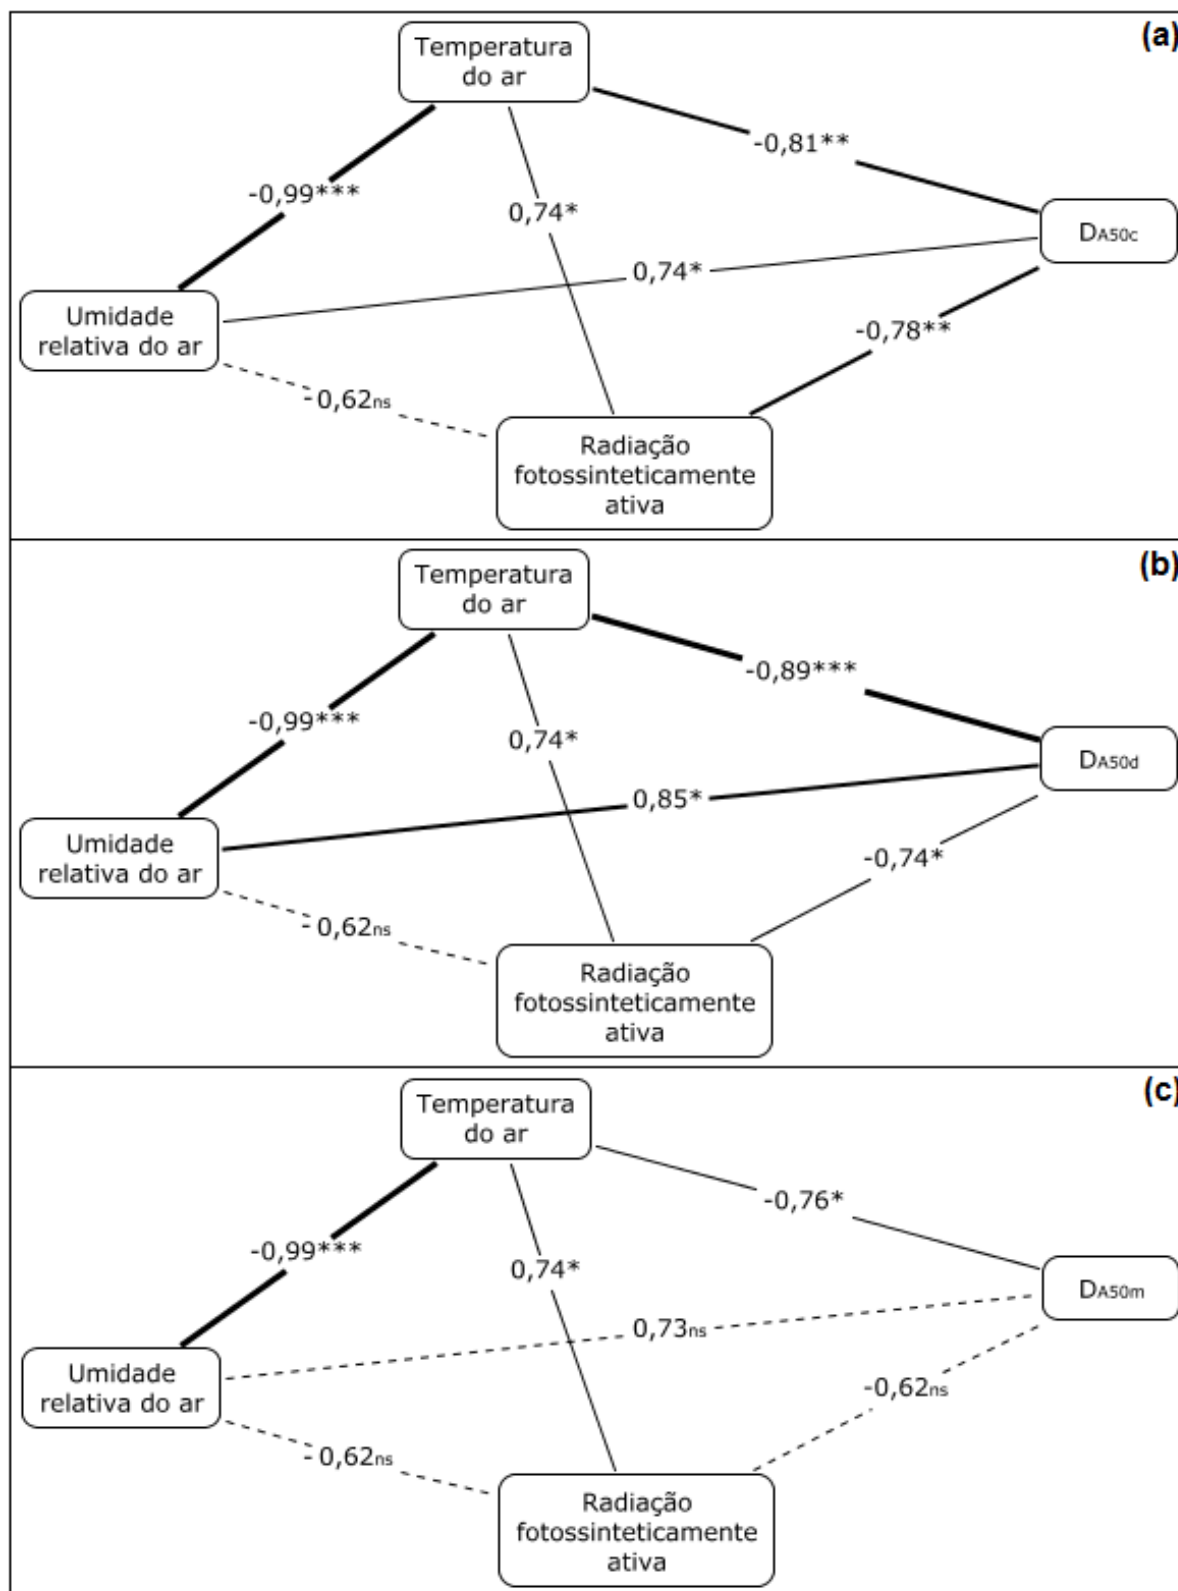 (a)
Temperatura
do ar
-0,81**
-0,99***
0,74*
DA50c
0,74*
Umidade
relativa do ar
-0,78**
-0,62ns
Radiação
fotossinteticamente
ativa
(b)
Temperatura
do ar
-0,89***
-0,99***
0,74*
DA50d
0,85*
Umidade
relativa do ar
-0,74*
-0,62ns
Radiação
fotossinteticamente
ativa
(c)
Temperatura
do ar
-0,76*
-0,99***
0,74*
DA50m
0,73ns
Umidade
relativa do ar
-0,62ns
-0,62ns
Radiação
fotossinteticamente
ativa